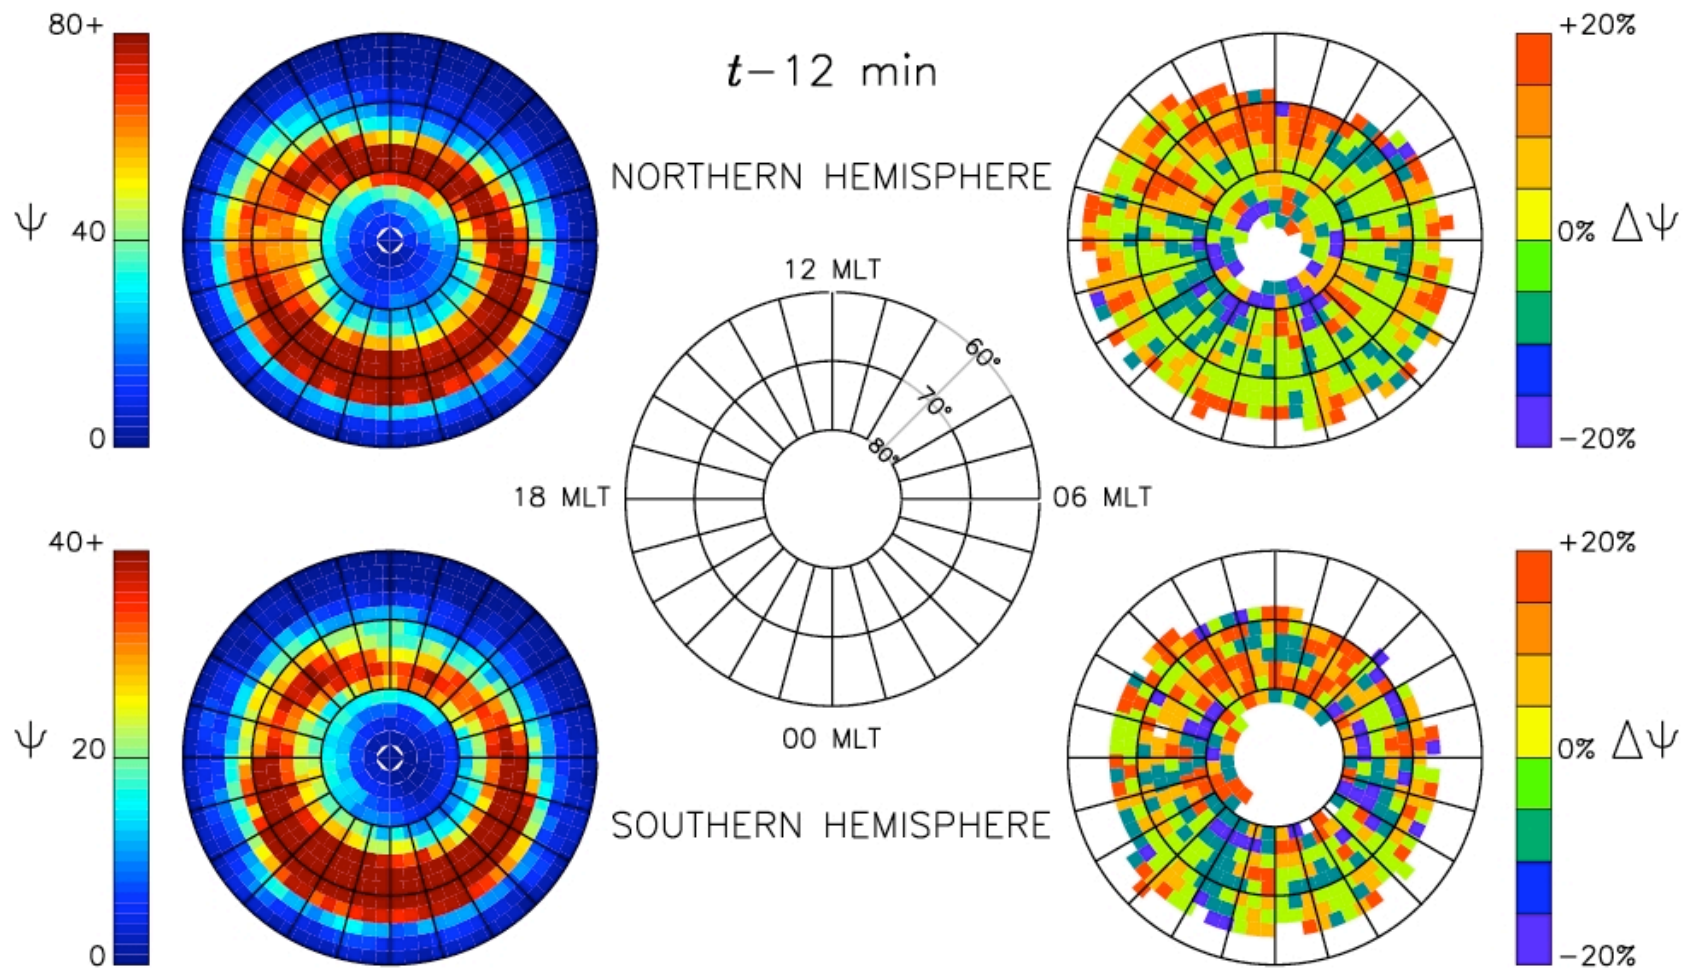 80+
+20%
t−12 min
NORTHERN HEMISPHERE
ψ
40
0% Δψ
12 MLT
60°
70°
80°
0
−20%
18 MLT
06 MLT
40+
+20%
00 MLT
ψ
20
0% Δψ
SOUTHERN HEMISPHERE
0
−20%